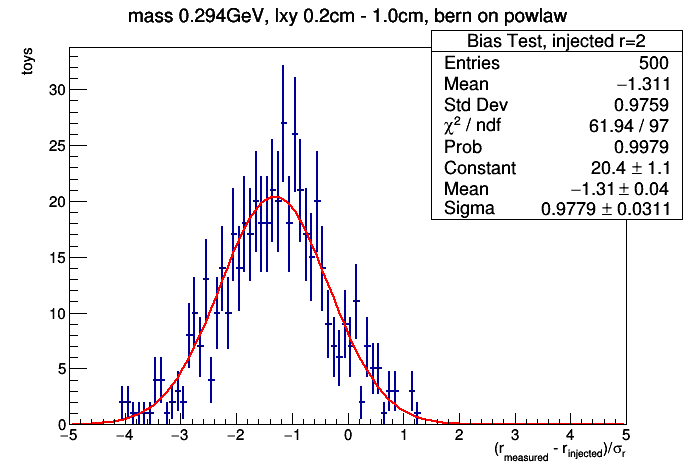 mass 0.294GeV, lxy 0.2cm - 1.0cm, bern on powlaw
Bias Test, injected r=2
Entries 500
Mean −1.311
Std Dev 0.9759
χ² / ndf 61.94 / 97
Prob 0.9979
Constant 20.4 ± 1.1
Mean −1.31 ± 0.04
Sigma 0.9779 ± 0.0311
toys
30
25
20
15
10
5
0
−5 −4 −3 −2 −1 0 1 2 3 4 5
(r_measured - r_injected)/σ_r